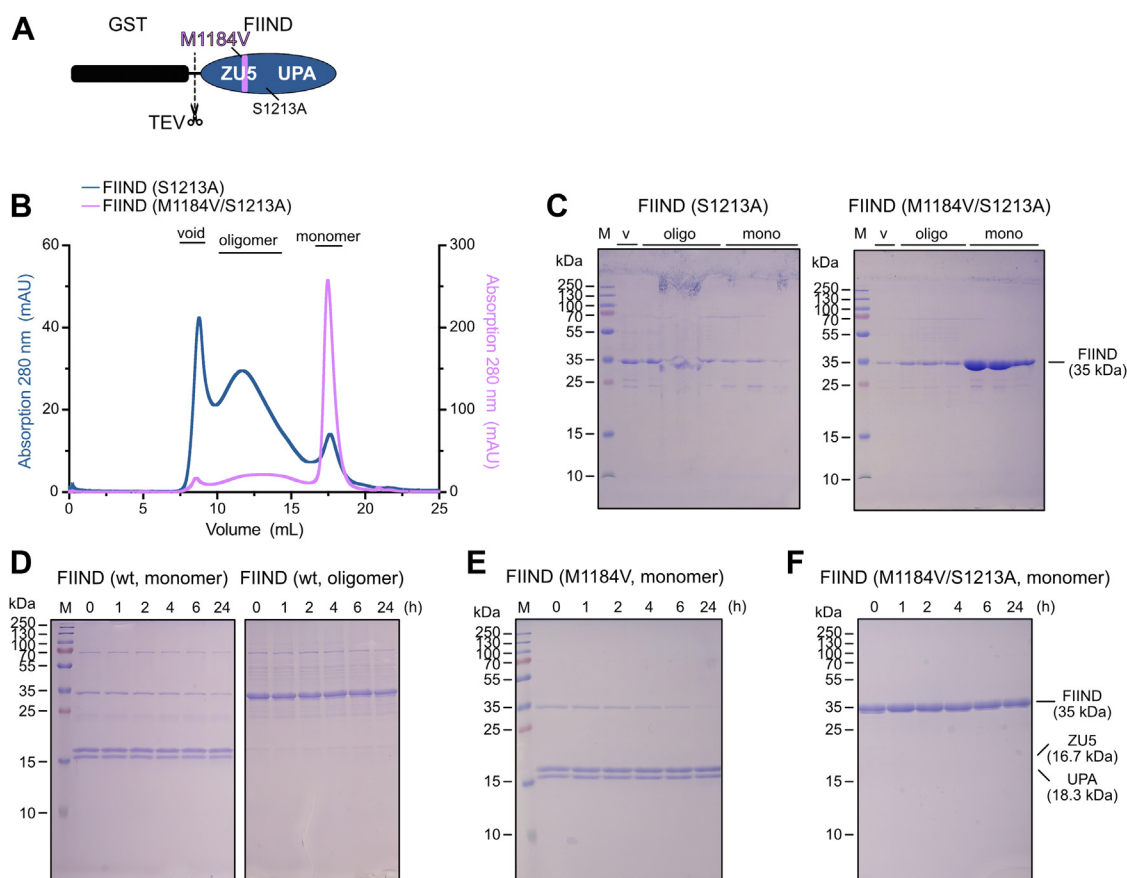 A
GST
FIIND
M1184V
ZU5
UPA
S1213A
TEV
B
FIIND (S1213A)
FIIND (M1184V/S1213A)
void
oligomer
monomer
60
40
20
0
300
200
100
0
Absorption 280 nm (mAU)
Absorption 280 nm (mAU)
0
5
10
15
20
25
Volume (mL)
C
FIIND (S1213A)
M
v
oligo
mono
kDa
250
130
100
70
55
35
25
15
10
FIIND (M1184V/S1213A)
M
v
oligo
mono
kDa
250
130
100
70
55
35
25
15
10
FIIND
(35 kDa)
D
FIIND (wt, monomer)
FIIND (wt, oligomer)
kDa
M 0 1 2 4 6 24
0 1 2 4 6 24 (h)
250
130
100
70
55
35
25
15
10
E
FIIND (M1184V, monomer)
kDa
M 0 1 2 4 6 24 (h)
250
130
100
70
55
35
25
15
10
F
FIIND (M1184V/S1213A, monomer)
kDa
0 1 2 4 6 24 (h)
250
130
100
70
55
35
25
15
10
FIIND
(35 kDa)
ZU5
(16.7 kDa)
UPA
(18.3 kDa)